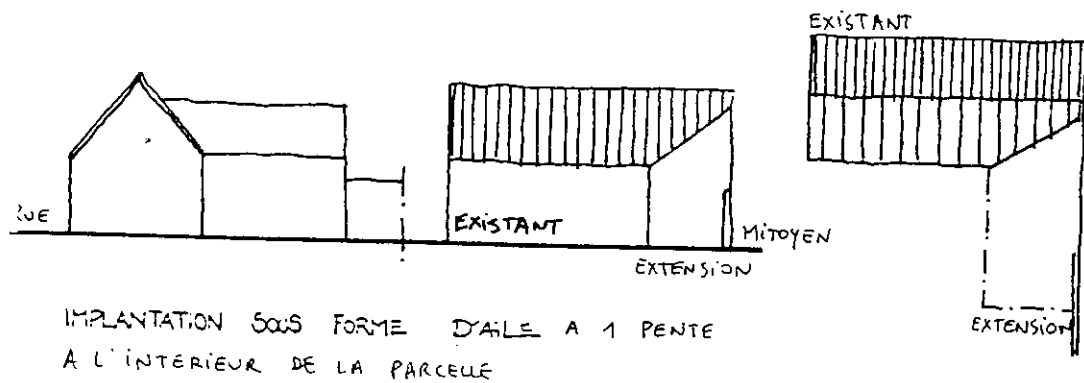 EXISTANT
RUE
EXISTANT
MITOYEN
EXTENSION
EXTENSION
IMPLANTATION SOUS FORME D'AILE A 1 PENTE
A L'INTERIEUR DE LA PARCELLE